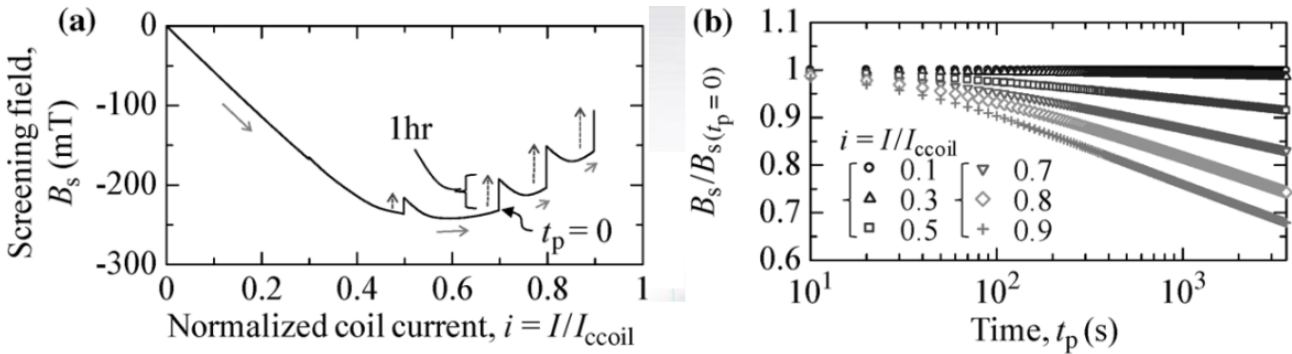 (a)
Screening field,
B_s (mT)
0
-100
-200
-300
1hr
t_p = 0
0 0.2 0.4 0.6 0.8 1
Normalized coil current, i = I/I_ccoil
(b)
B_s/B_s(t_p = 0)
1.1
1
0.9
0.8
0.7
0.6
i = I/I_ccoil
0.1 0.7
0.3 0.8
0.5 0.9
10^1 10^2 10^3
Time, t_p (s)